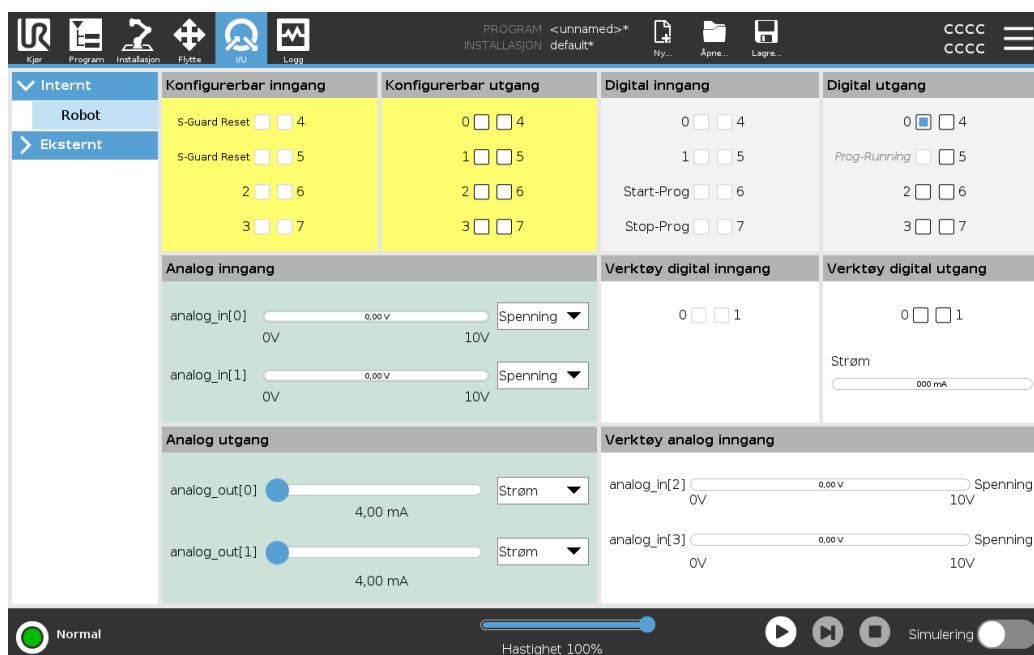 PROGRAM <unnamed>*
INSTALLASJON default*
CCCC
CCCC
Kjør Program Installasjon Flytte I/U Logg Ny... Åpne... Lagre...
Internt
Robot
Eksternt
Konfigurerbar inngang
S-Guard Reset 4
S-Guard Reset 5
2 6
3 7
Konfigurerbar utgang
0 4
1 5
2 6
3 7
Digital inngang
0 4
1 5
Start-Prog 6
Stop-Prog 7
Digital utgang
0 4
Prog-Running 5
2 6
3 7
Analog inngang
analog_in[0] 0,00 V Spenning
0V 10V
analog_in[1] 0,00 V Spenning
0V 10V
Verktøy digital inngang
0 1
Verktøy digital utgang
0 1
Strøm
000 mA
Analog utgang
analog_out[0] Strøm
4,00 mA
analog_out[1] Strøm
4,00 mA
Verktøy analog inngang
analog_in[2] 0,00 V Spenning
0V 10V
analog_in[3] 0,00 V Spenning
0V 10V
Normal
Hastighet 100%
Simulering